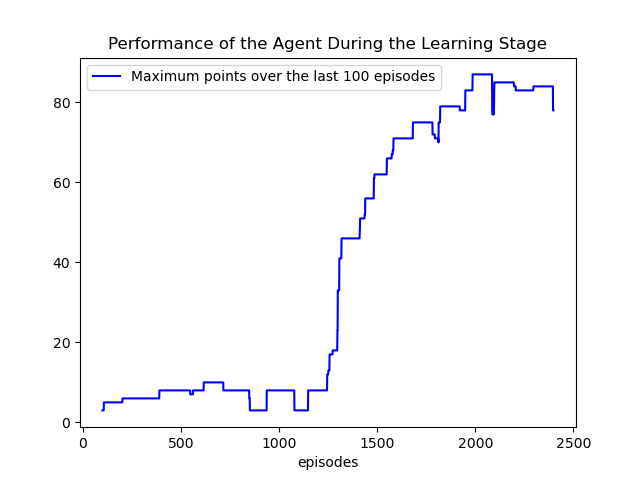 Performance of the Agent During the Learning Stage
Maximum points over the last 100 episodes
80
60
40
20
0
0 500 1000 1500 2000 2500
episodes